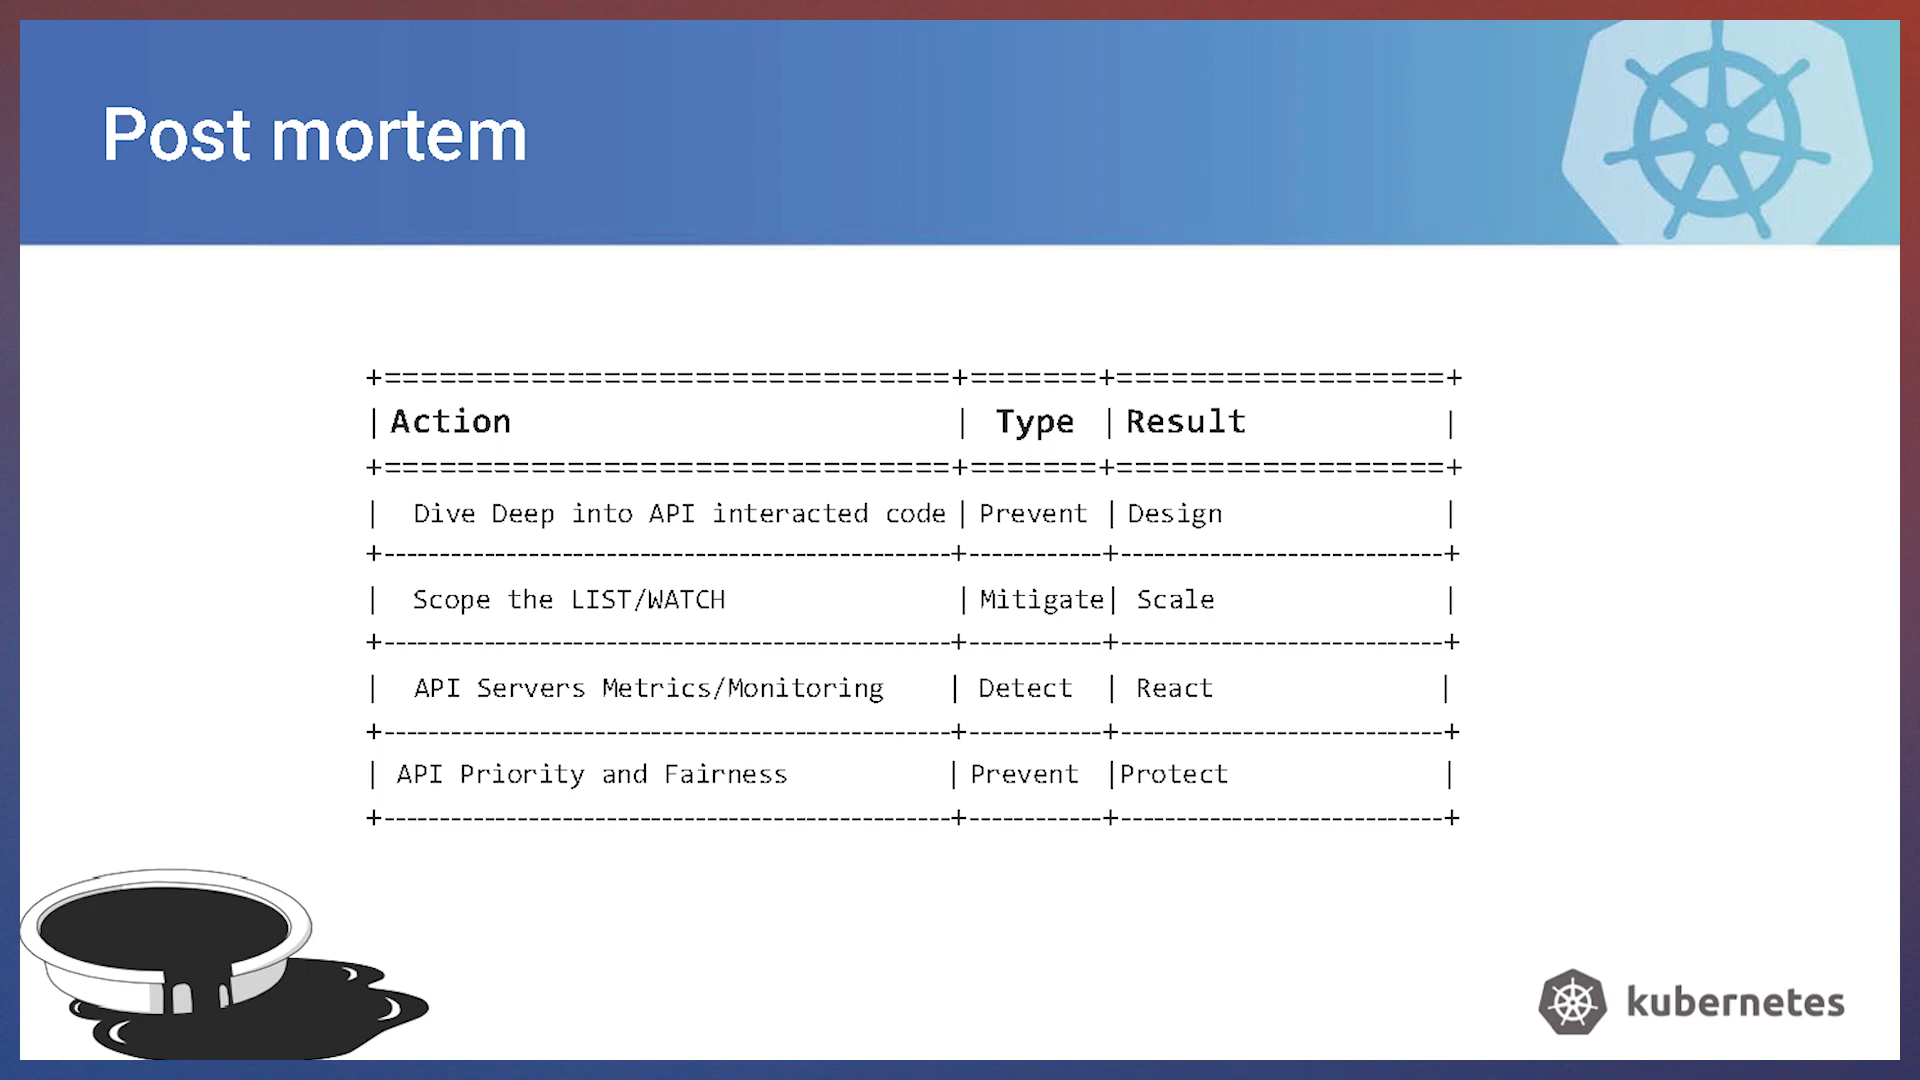 Post mortem
+===============================+=======+==================+
|Action | Type |Result |
+===============================+=======+==================+
| Dive Deep into API interacted code | Prevent | Design |
+-----------------------------------------------+-----------+---------------------------+
| Scope the LIST/WATCH | Mitigate| Scale |
+-----------------------------------------------+-----------+---------------------------+
| API Servers Metrics/Monitoring | Detect | React |
+-----------------------------------------------+-----------+---------------------------+
| API Priority and Fairness | Prevent |Protect |
+-----------------------------------------------+-----------+---------------------------+
kubernetes